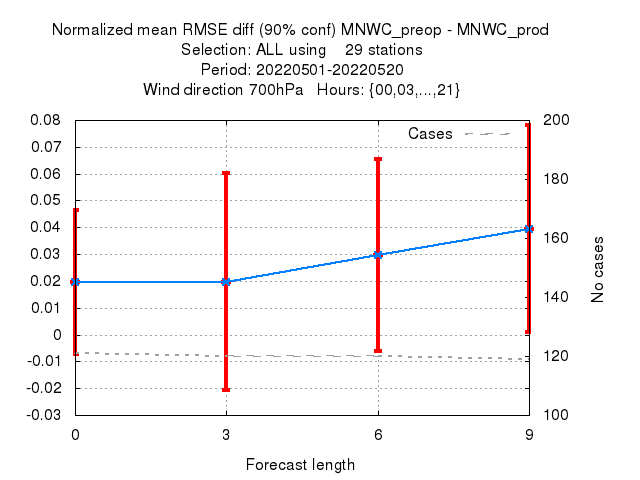 Normalized mean RMSE diff (90% conf) MNWC_preop - MNWC_prod
Selection: ALL using    29 stations
Period: 20220501-20220520
Wind direction 700hPa   Hours: {00,03,...,21}
Cases
0.08
0.07
0.06
0.05
0.04
0.03
0.02
0.01
0
-0.01
-0.02
-0.03
200
180
160
140
120
100
No cases
0 3 6 9
Forecast length